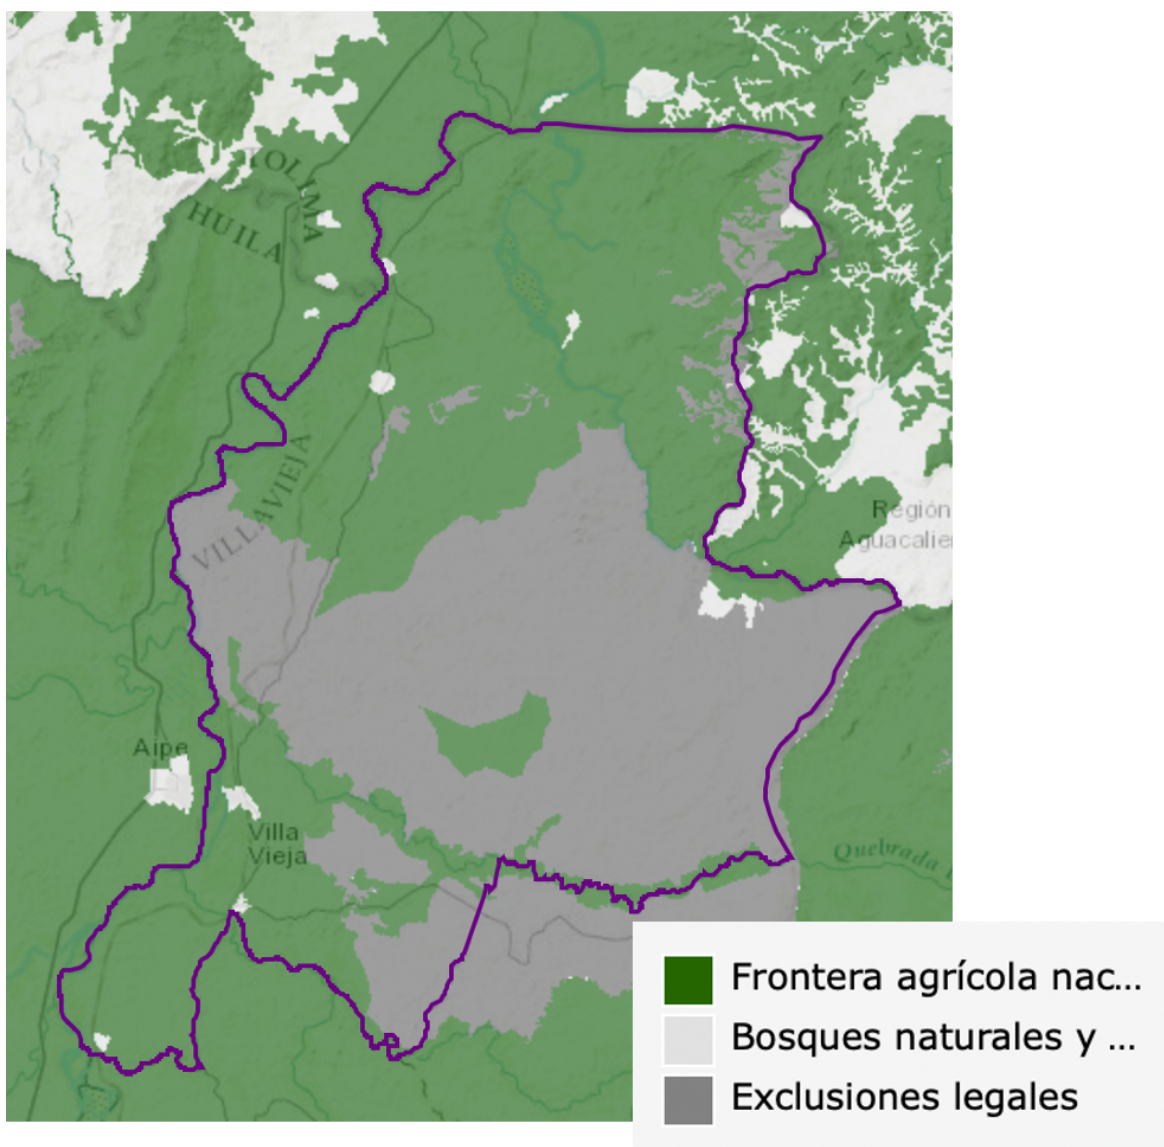 TOLIMA
HUILA
VILLAVIEJA
Región
Aguacalie
Aipe
Villa
Vieja
Quebrada
Frontera agrícola nac...
Bosques naturales y ...
Exclusiones legales